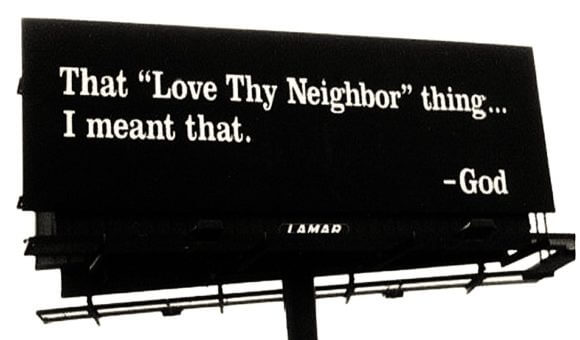 That “Love Thy Neighbor” thing...
I meant that.
-God
LAMAR